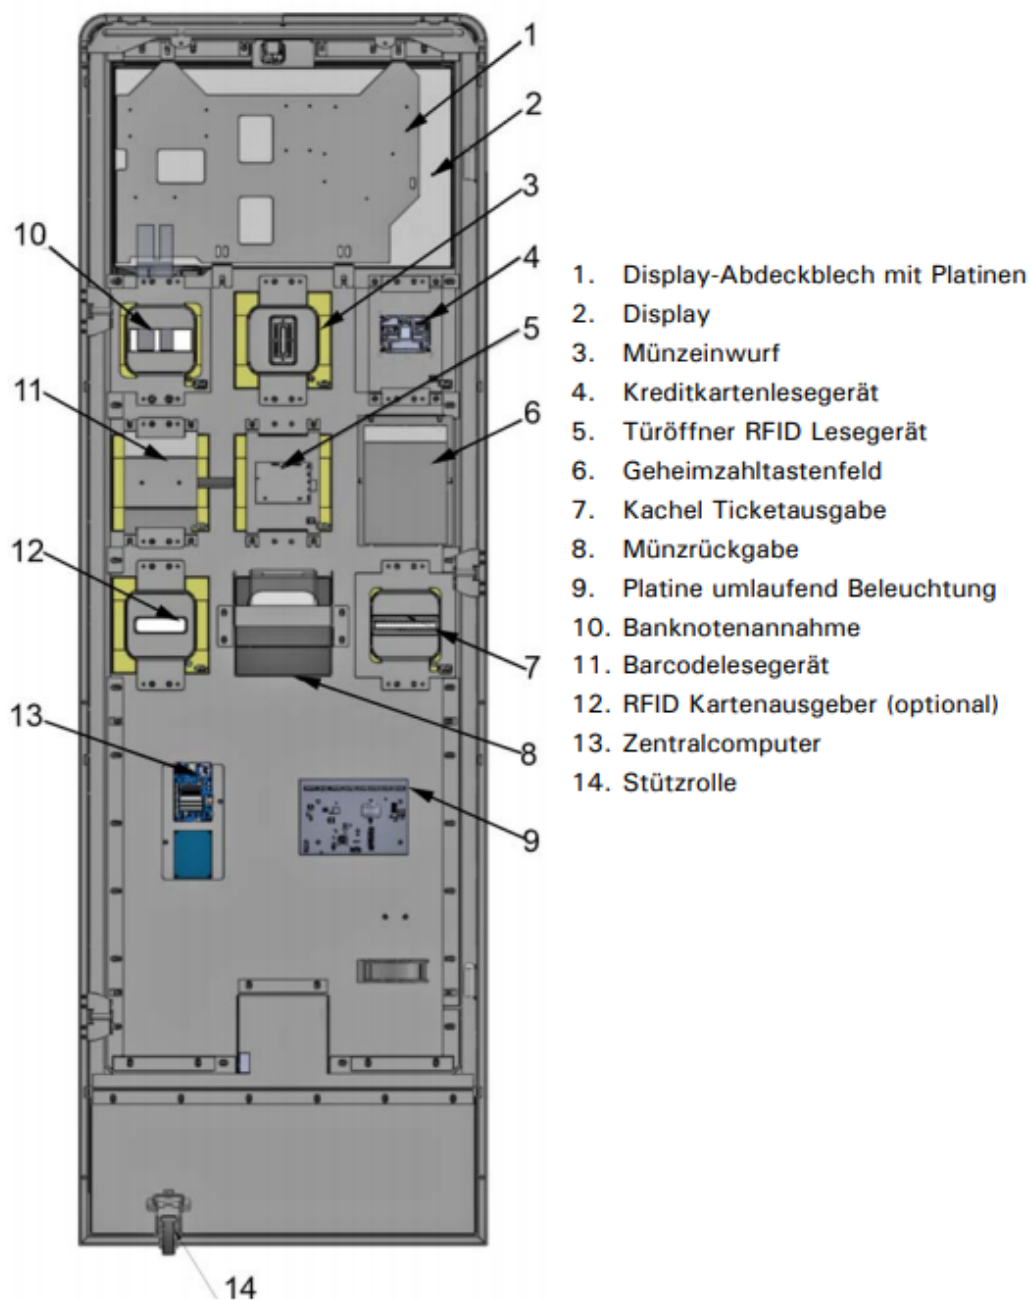 1
2
3
10
4
5
11
6
12
7
13
8
9
14
1. Display-Abdeckblech mit Platinen
2. Display
3. Münzeinwurf
4. Kreditkartenlesegerät
5. Türöffner RFID Lesegerät
6. Geheimzahltastenfeld
7. Kachel Ticketausgabe
8. Münzrückgabe
9. Platine umlaufend Beleuchtung
10. Banknotenannahme
11. Barcodelesegerät
12. RFID Kartenausgeber (optional)
13. Zentralcomputer
14. Stützrolle